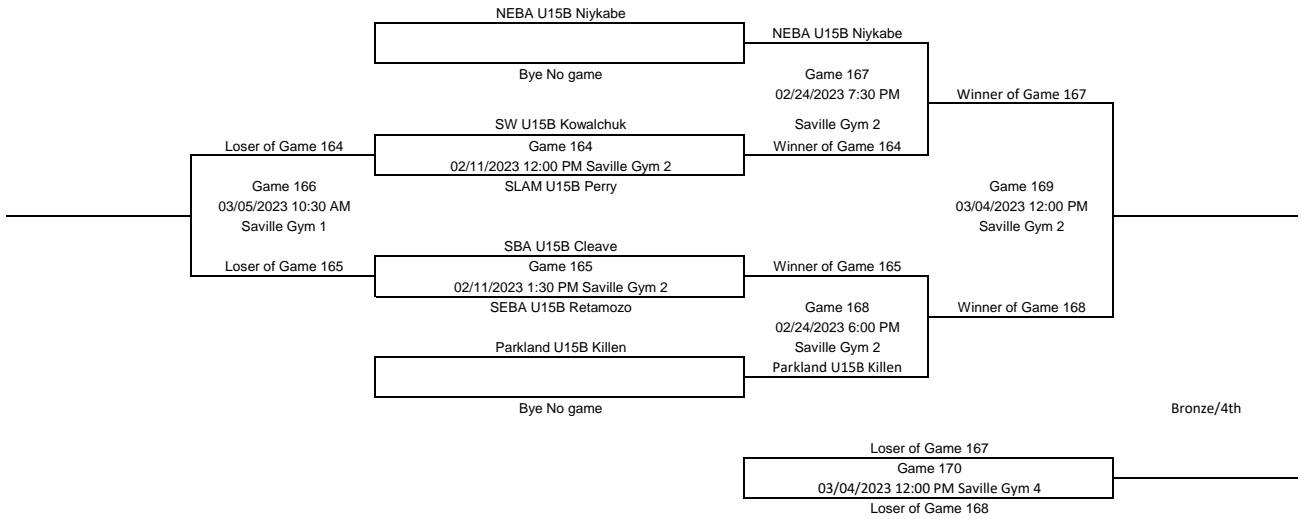 NEBA U15B Niykabe
NEBA U15B Niykabe
Bye No game
Game 167
02/24/2023 7:30 PM
Winner of Game 167
SW U15B Kowalchuk
Saville Gym 2
Loser of Game 164
Game 164
Winner of Game 164
02/11/2023 12:00 PM Saville Gym 2
Game 166
SLAM U15B Perry
Game 169
03/05/2023 10:30 AM
03/04/2023 12:00 PM
Saville Gym 1
Saville Gym 2
SBA U15B Cleave
Loser of Game 165
Game 165
Winner of Game 165
02/11/2023 1:30 PM Saville Gym 2
SEBA U15B Retamozo
Game 168
Winner of Game 168
02/24/2023 6:00 PM
Parkland U15B Killen
Saville Gym 2
Parkland U15B Killen
Bye No game
Bronze/4th
Loser of Game 167
Game 170
03/04/2023 12:00 PM Saville Gym 4
Loser of Game 168